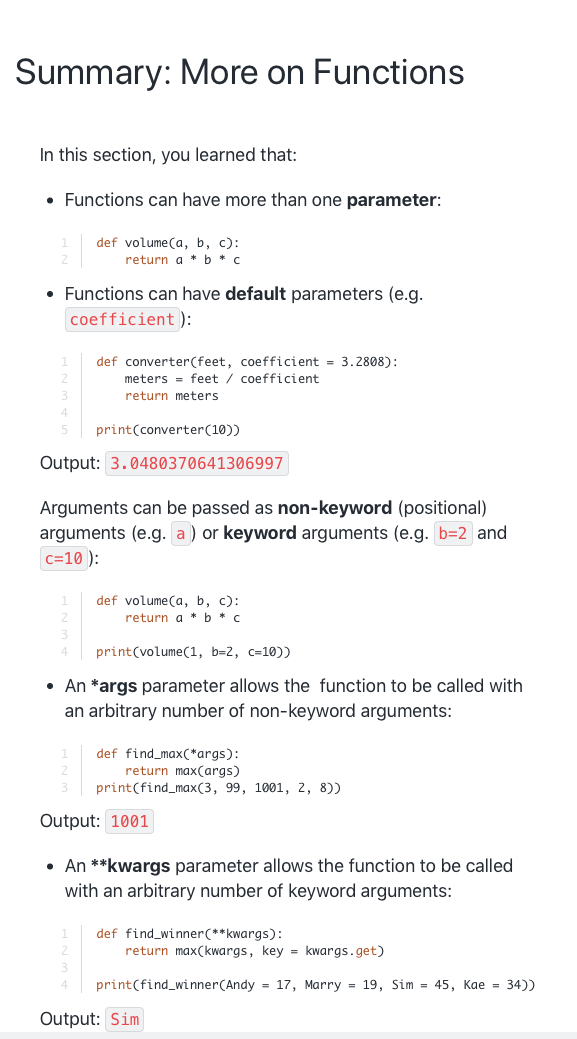 Summary: More on Functions
In this section, you learned that:
• Functions can have more than one parameter:
1 def volume(a, b, c):
2     return a * b * c
• Functions can have default parameters (e.g.
coefficient):
1 def converter(feet, coefficient = 3.2808):
2     meters = feet / coefficient
3     return meters
4
5 print(converter(10))
Output: 3.0480370641306997
Arguments can be passed as non-keyword (positional)
arguments (e.g. a) or keyword arguments (e.g. b=2 and
c=10):
1 def volume(a, b, c):
2     return a * b * c
3
4 print(volume(1, b=2, c=10))
• An *args parameter allows the  function to be called with
an arbitrary number of non-keyword arguments:
1 def find_max(*args):
2     return max(args)
3 print(find_max(3, 99, 1001, 2, 8))
Output: 1001
• An **kwargs parameter allows the function to be called
with an arbitrary number of keyword arguments:
1 def find_winner(**kwargs):
2     return max(kwargs, key = kwargs.get)
3
4 print(find_winner(Andy = 17, Marry = 19, Sim = 45, Kae = 34))
Output: Sim